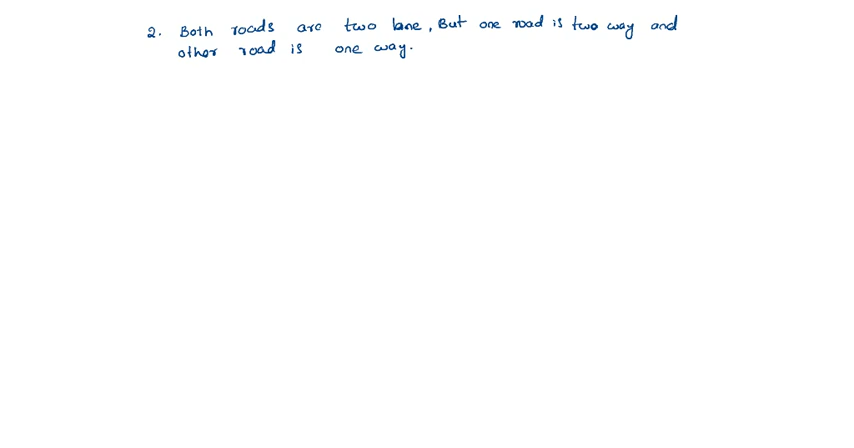 2. Both roads are two lane, But one road is two way and
other road is one way.